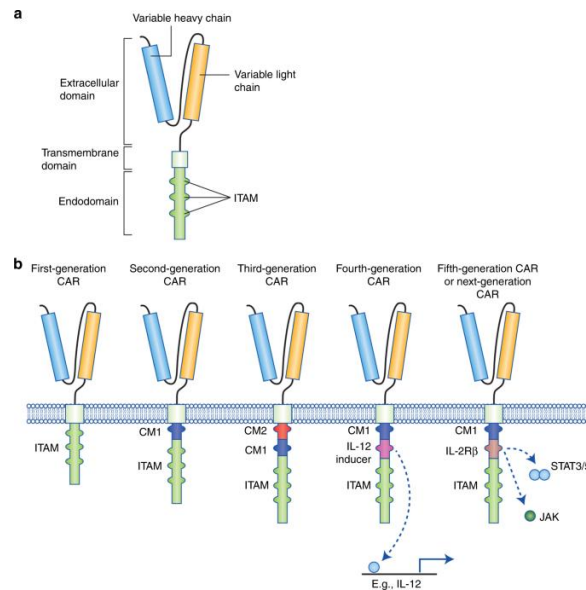 a
Variable heavy chain
Extracellular
domain
Variable light
chain
Transmembrane
domain
Endodomain
ITAM
b
First-generation
CAR
Second-generation
CAR
Third-generation
CAR
Fourth-generation
CAR
Fifth-generation CAR
or next-generation
CAR
ITAM
CM1
ITAM
CM2
CM1
ITAM
CM1
IL-12
inducer
ITAM
E.g., IL-12
CM1
IL-2Rβ
ITAM
STAT3/5
JAK